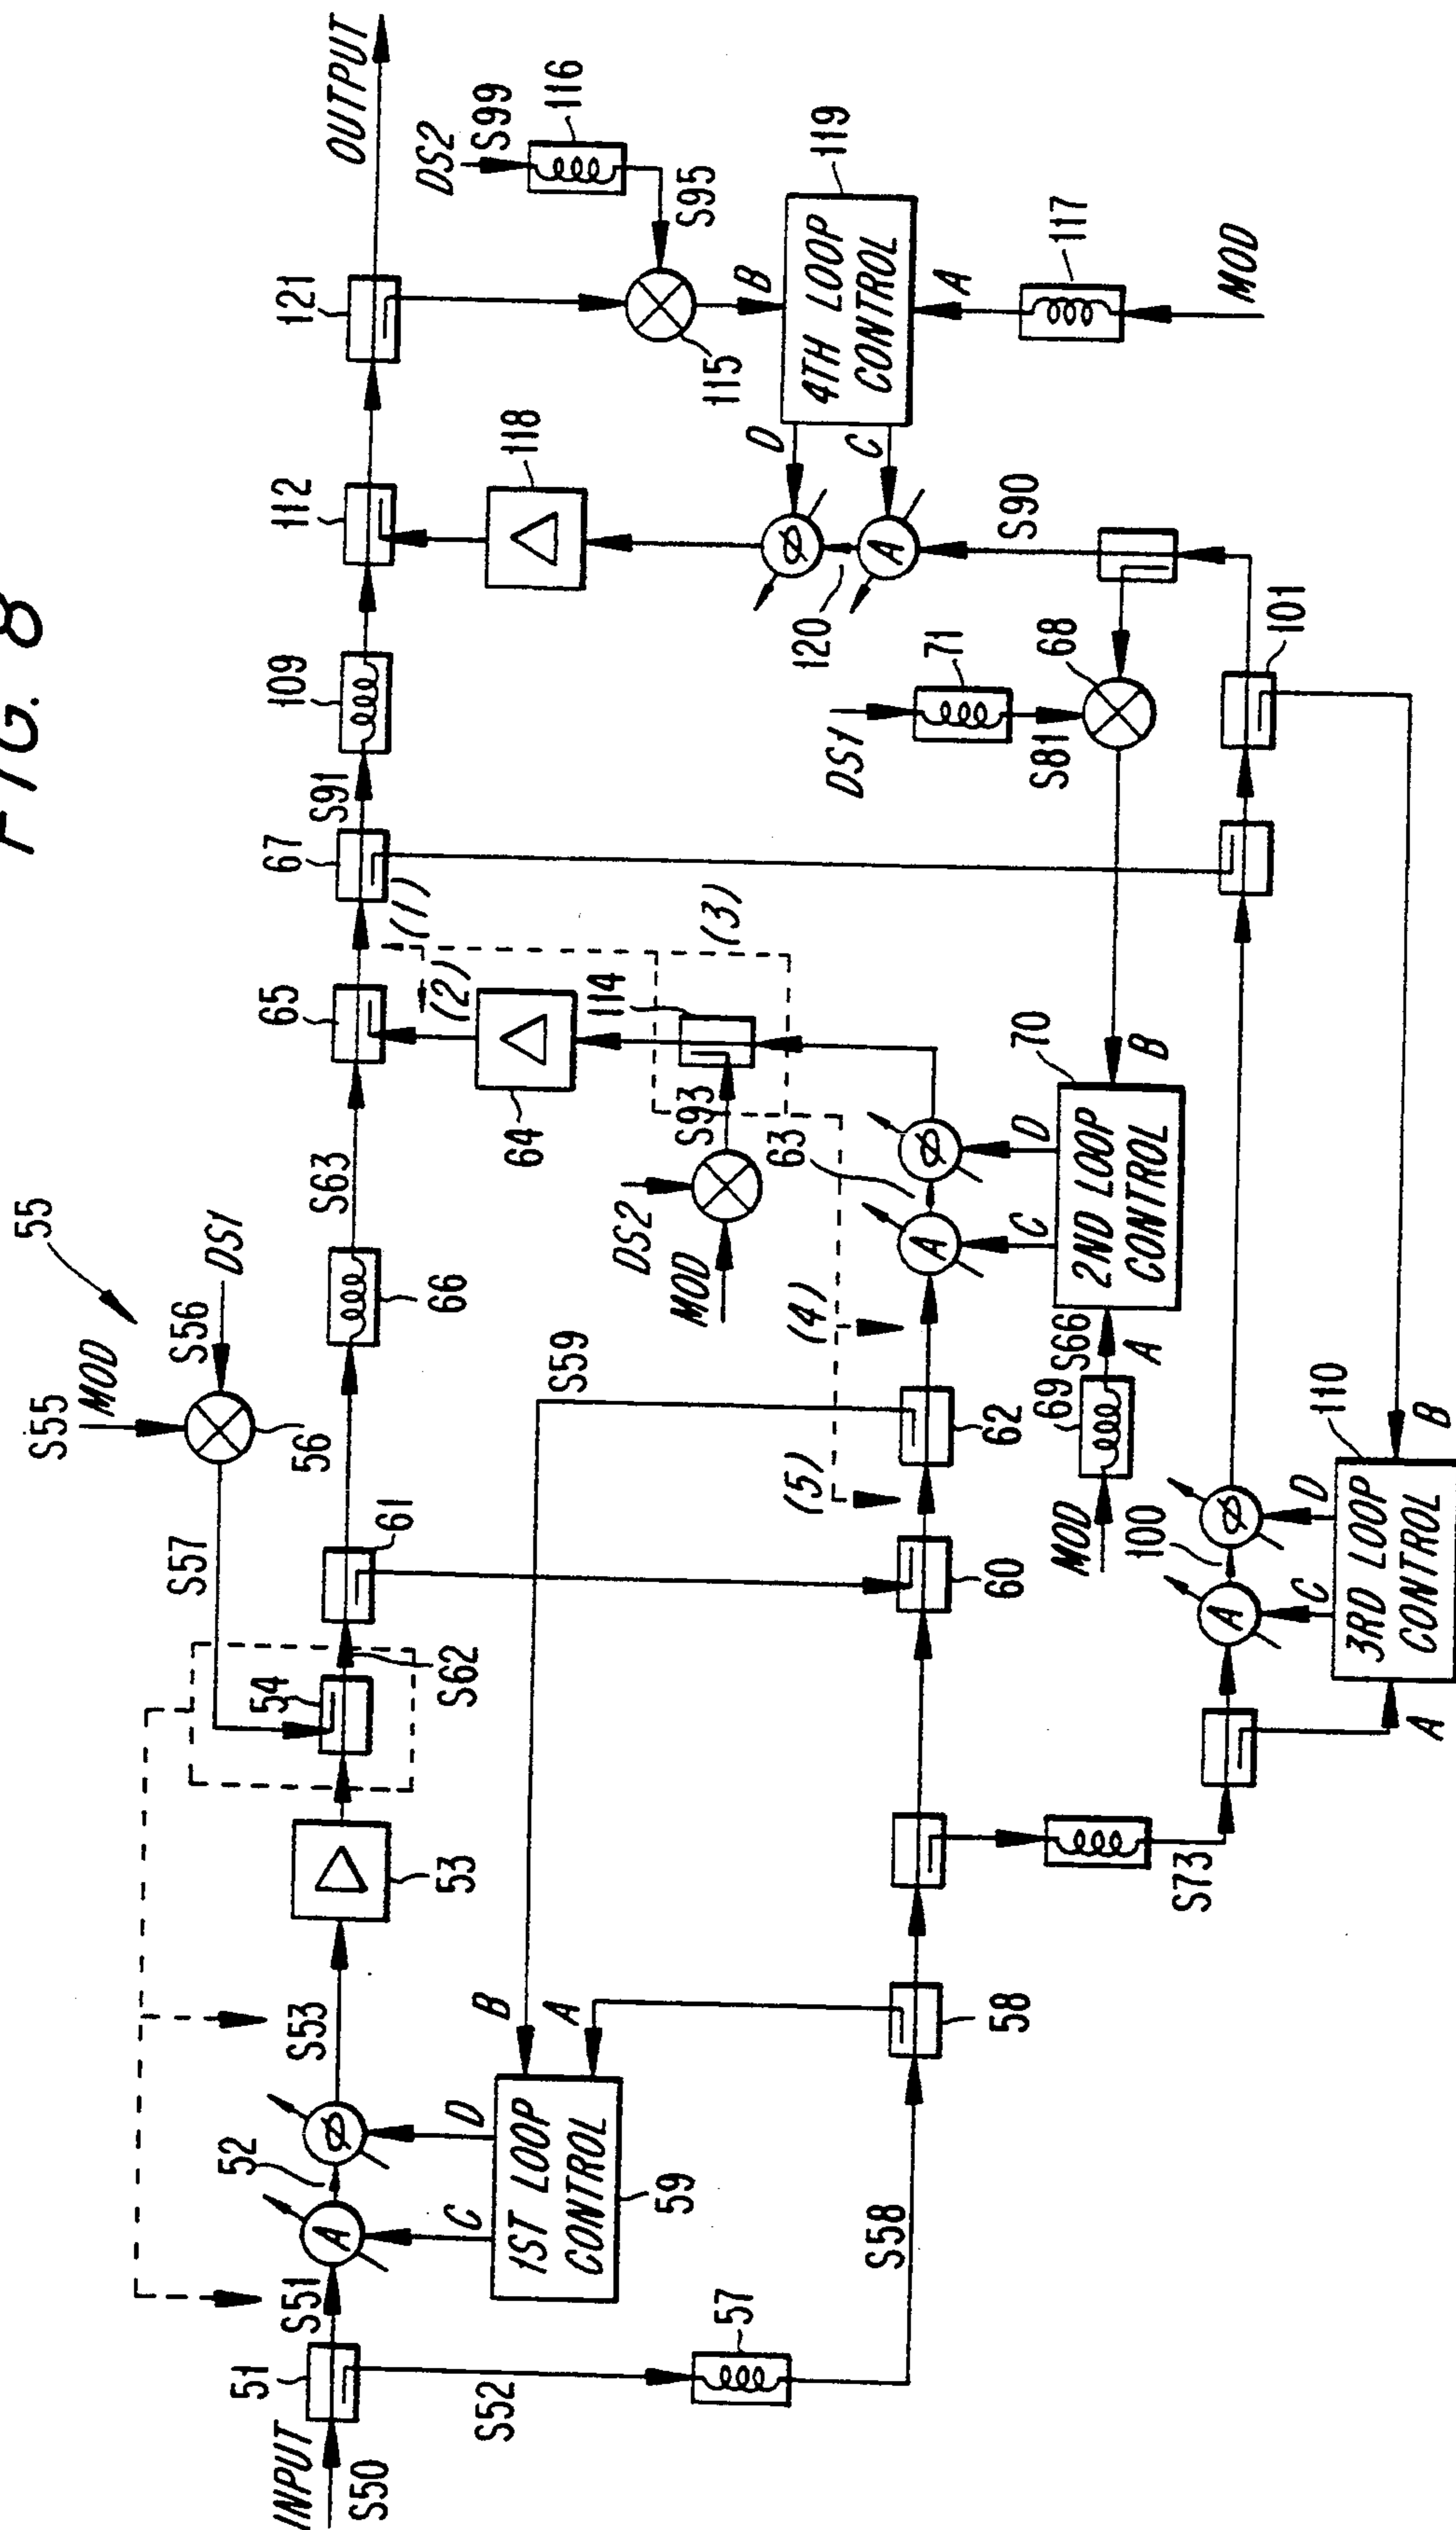 FIG. 8
55
S55
MOD
S56
DS1
56
S57
INPUT
S50
51
S51
A
52
Ø
S53
53
54
S62
61
66
S63
65
(1)
67
S91
109
112
121
OUTPUT
(2)
64
114
(3)
S93
DS2
MOD
118
DS2
S99
116
S95
115
B
4TH LOOP
CONTROL
119
A
117
MOD
D
C
Ø
A
120
S90
C
D
1ST LOOP
CONTROL
59
B
A
S59
S52
57
S58
58
60
(5)
62
(4)
A
63
Ø
C
D
2ND LOOP
CONTROL
70
B
MOD
69
S66
A
DS1
71
S81
68
101
S73
A
100
Ø
C
D
A
3RD LOOP
CONTROL
110
B